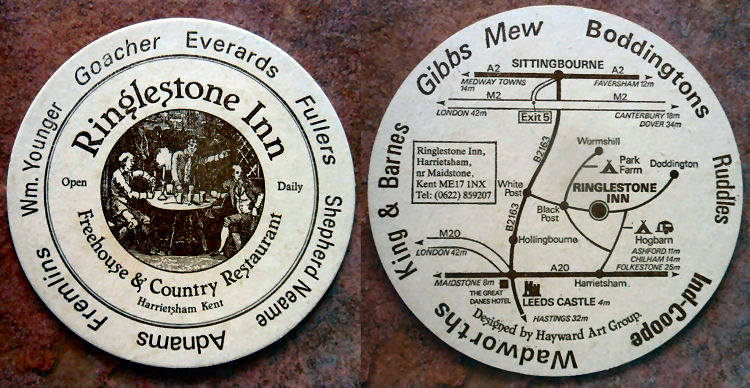 Wm. Younger Goacher Everards Fullers Shepherd Neame Adnams Fremlins
Ringlestone Inn
Open
Daily
Freehouse & Country Restaurant
Harrietsham Kent
King & Barnes Gibbs Mew Boddingtons Ruddles Ind-Coope Wadworths
SITTINGBOURNE
A2
A2
MEDWAY TOWNS
14m
FAVERSHAM 12m
M2
M2
LONDON 42m
CANTERBURY 18m
DOVER 34m
Exit 5
B2163
Ringlestone Inn,
Harrietsham,
nr Maidstone,
Kent ME17 1NX
Tel: (0622) 859207
Wormshill
Park
Farm
Doddington
White
Post
RINGLESTONE
INN
Black
Post
B2163
Hogbarn
M20
LONDON 42m
Hollingbourne
ASHFORD 11m
CHILHAM 14m
FOLKESTONE 25m
A20
MAIDSTONE 8m
Harrietsham
THE GREAT
DANES HOTEL
LEEDS CASTLE 4m
HASTINGS 32m
Designed by Hayward Art Group.